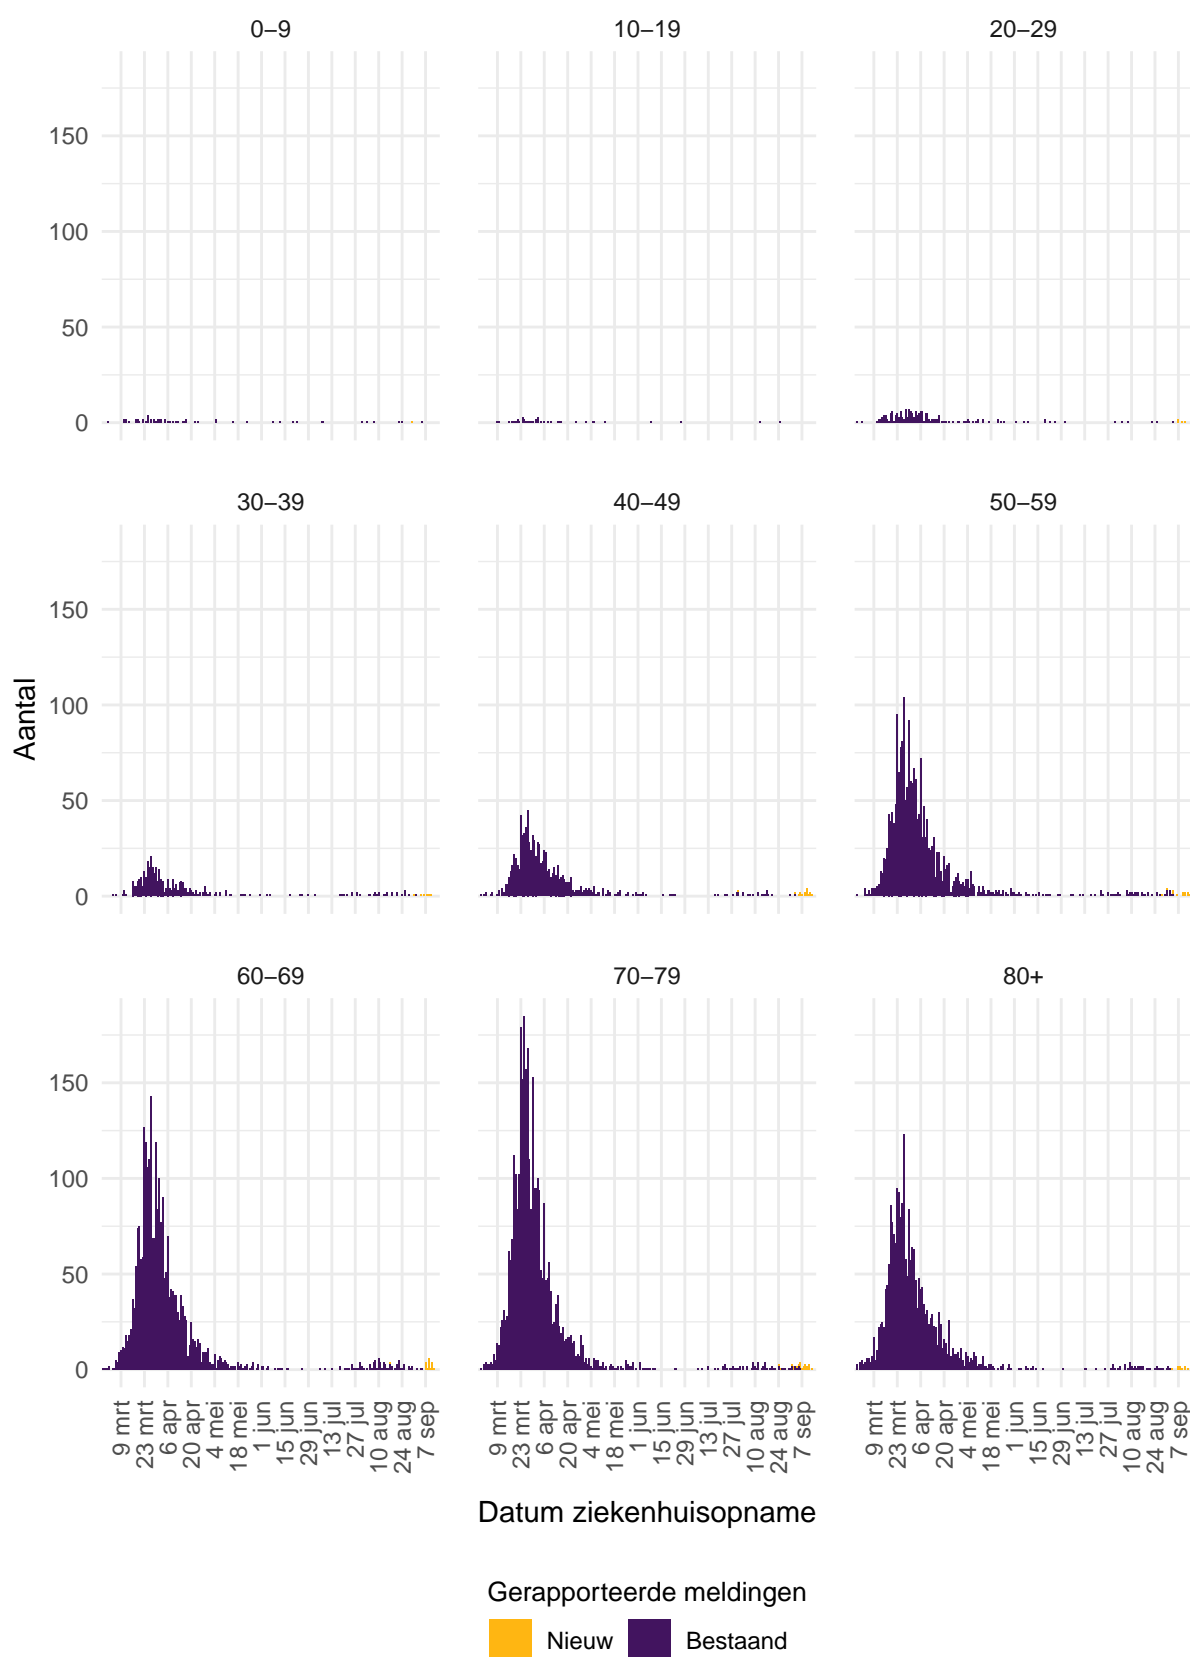 0–9 10–19 20–29
150
100
50
0
30–39 40–49 50–59
150
100
50
0
60–69 70–79 80+
150
100
50
0
Aantal
9 mrt 23 mrt 6 apr 20 apr 4 mei 18 mei 1 jun 15 jun 29 jun 13 jul 27 jul 10 aug 24 aug 7 sep
9 mrt 23 mrt 6 apr 20 apr 4 mei 18 mei 1 jun 15 jun 29 jun 13 jul 27 jul 10 aug 24 aug 7 sep
9 mrt 23 mrt 6 apr 20 apr 4 mei 18 mei 1 jun 15 jun 29 jun 13 jul 27 jul 10 aug 24 aug 7 sep
Datum ziekenhuisopname
Gerapporteerde meldingen
Nieuw Bestaand